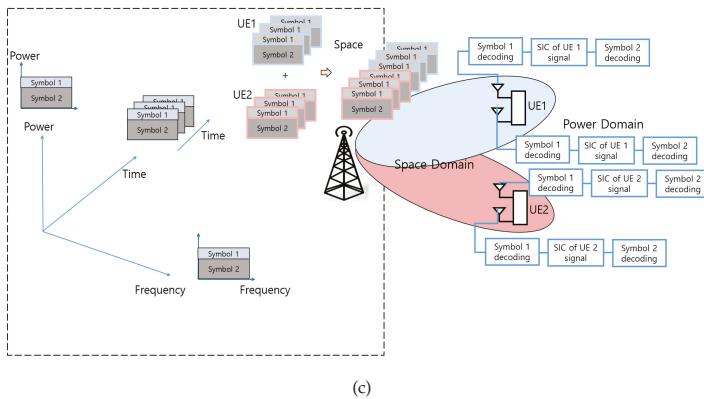 Power
Symbol 1
Symbol 2
Power
Symbol 1
Symbol 2
Time
Time
UE1
Symbol 1
Symbol 1
Symbol 2
+
UE2
Symbol 1
Symbol 1
Symbol 2
Space
Symbol 1
Symbol 1
Symbol 1
Symbol 2
Symbol 1
Symbol 2
Frequency
Frequency
Symbol 1
decoding
SIC of UE 1
signal
Symbol 2
decoding
UE1
Power Domain
Symbol 1
decoding
SIC of UE 1
signal
Symbol 2
decoding
Space Domain
Symbol 1
decoding
SIC of UE 2
signal
Symbol 2
decoding
UE2
Symbol 1
decoding
SIC of UE 2
signal
Symbol 2
decoding
(c)